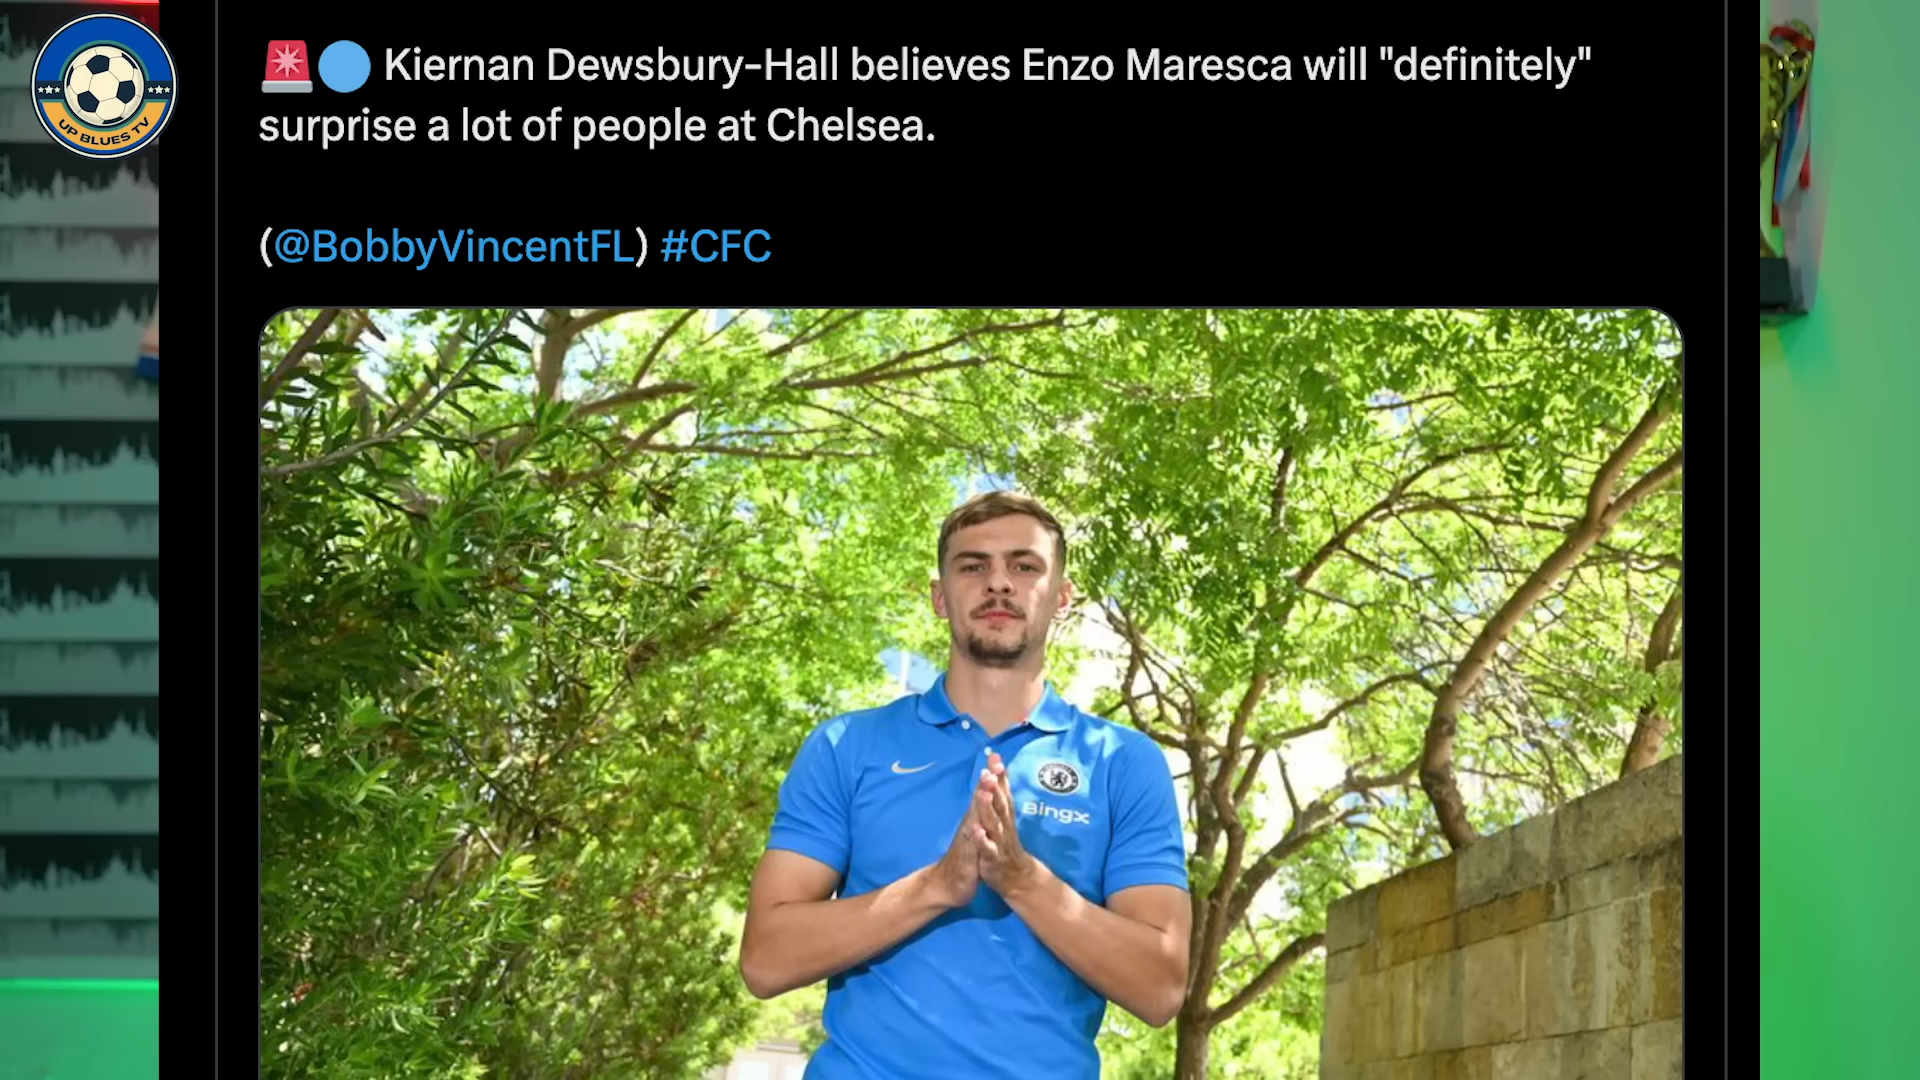 🚨🔵 Kiernan Dewsbury-Hall believes Enzo Maresca will "definitely"
surprise a lot of people at Chelsea.
(@BobbyVincentFL) #CFC
UP BLUES TV
BingX